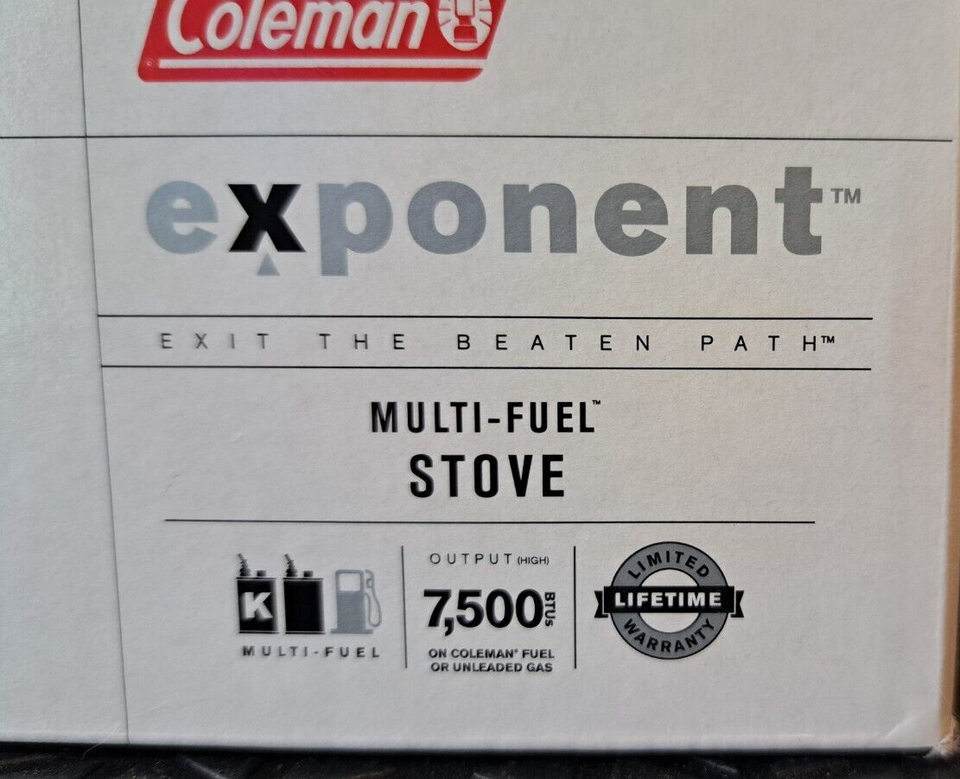 Coleman
exponent™
EXIT THE BEATEN PATH™
MULTI-FUEL™
STOVE
K
MULTI-FUEL
OUTPUT (HIGH)
7,500 BTUs
ON COLEMAN® FUEL
OR UNLEADED GAS
LIMITED
LIFETIME
WARRANTY